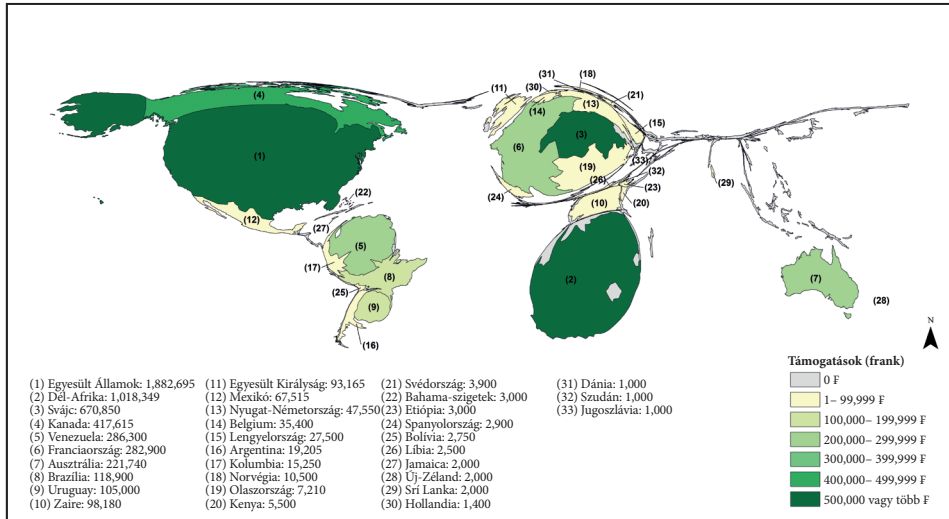 (4)
(1)
(12)
(22)
(27)
(5)
(17)
(8)
(25)
(9)
(16)
(11)
(30)
(31)
(18)
(21)
(14)
(13)
(15)
(3)
(6)
(19)
(33)
(26)
(32)
(24)
(23)
(10)
(20)
(2)
(29)
(7)
(28)
N
(1) Egyesült Államok: 1,882,695
(2) Dél-Afrika: 1,018,349
(3) Svájc: 670,850
(4) Kanada: 417,615
(5) Venezuela: 286,300
(6) Franciaország: 282,900
(7) Ausztrália: 221,740
(8) Brazília: 118,900
(9) Uruguay: 105,000
(10) Zaire: 98,180
(11) Egyesült Királyság: 93,165
(12) Mexikó: 67,515
(13) Nyugat-Németország: 47,550
(14) Belgium: 35,400
(15) Lengyelország: 27,500
(16) Argentina: 19,205
(17) Kolumbia: 15,250
(18) Norvégia: 10,500
(19) Olaszország: 7,210
(20) Kenya: 5,500
(21) Svédország: 3,900
(22) Bahama-szigetek: 3,000
(23) Etiópia: 3,000
(24) Spanyolország: 2,900
(25) Bolívia: 2,750
(26) Líbia: 2,500
(27) Jamaica: 2,000
(28) Új-Zéland: 2,000
(29) Srí Lanka: 2,000
(30) Hollandia: 1,400
(31) Dánia: 1,000
(32) Szudán: 1,000
(33) Jugoszlávia: 1,000
Támogatások (frank)
0 ₣
1– 99,999 ₣
100,000– 199,999 ₣
200,000– 299,999 ₣
300,000– 399,999 ₣
400,000– 499,999 ₣
500,000 vagy több ₣